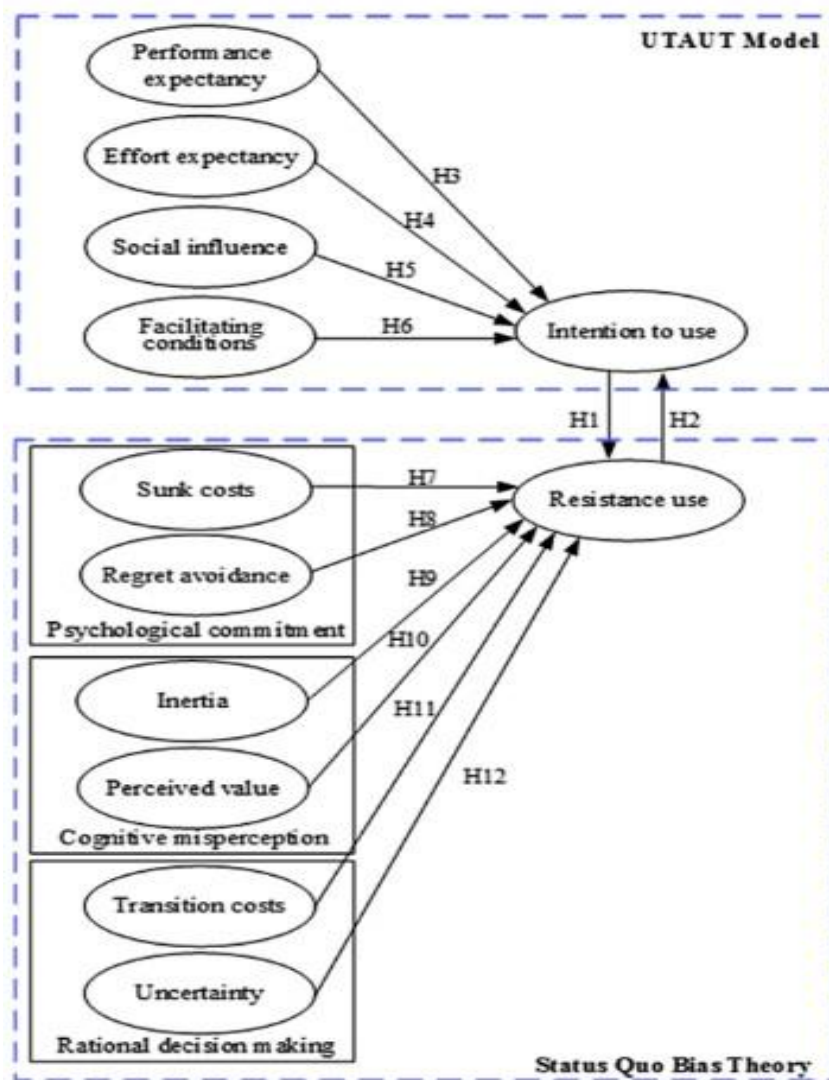 UTAUT Model
Performance
expectancy
Effort expectancy
Social influence
Facilitating
conditions
H3
H4
H5
H6
Intention to use
H1
H2
Sunk costs
Regret avoidance
Psychological commitment
H7
H8
Resistance use
H9
H10
Inertia
Perceived value
Cognitive misperception
H11
H12
Transition costs
Uncertainty
Rational decision making
Status Quo Bias Theory